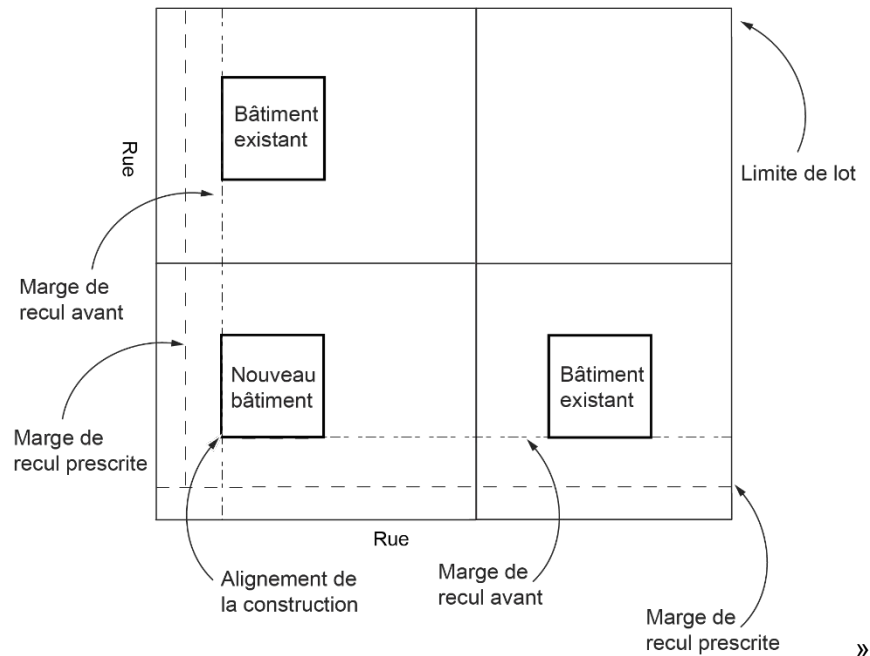 Bâtiment
existant
Rue
Limite de lot
Marge de
recul avant
Nouveau
bâtiment
Bâtiment
existant
Marge de
recul prescrite
Rue
Alignement de
la construction
Marge de
recul avant
Marge de
recul prescrite
»